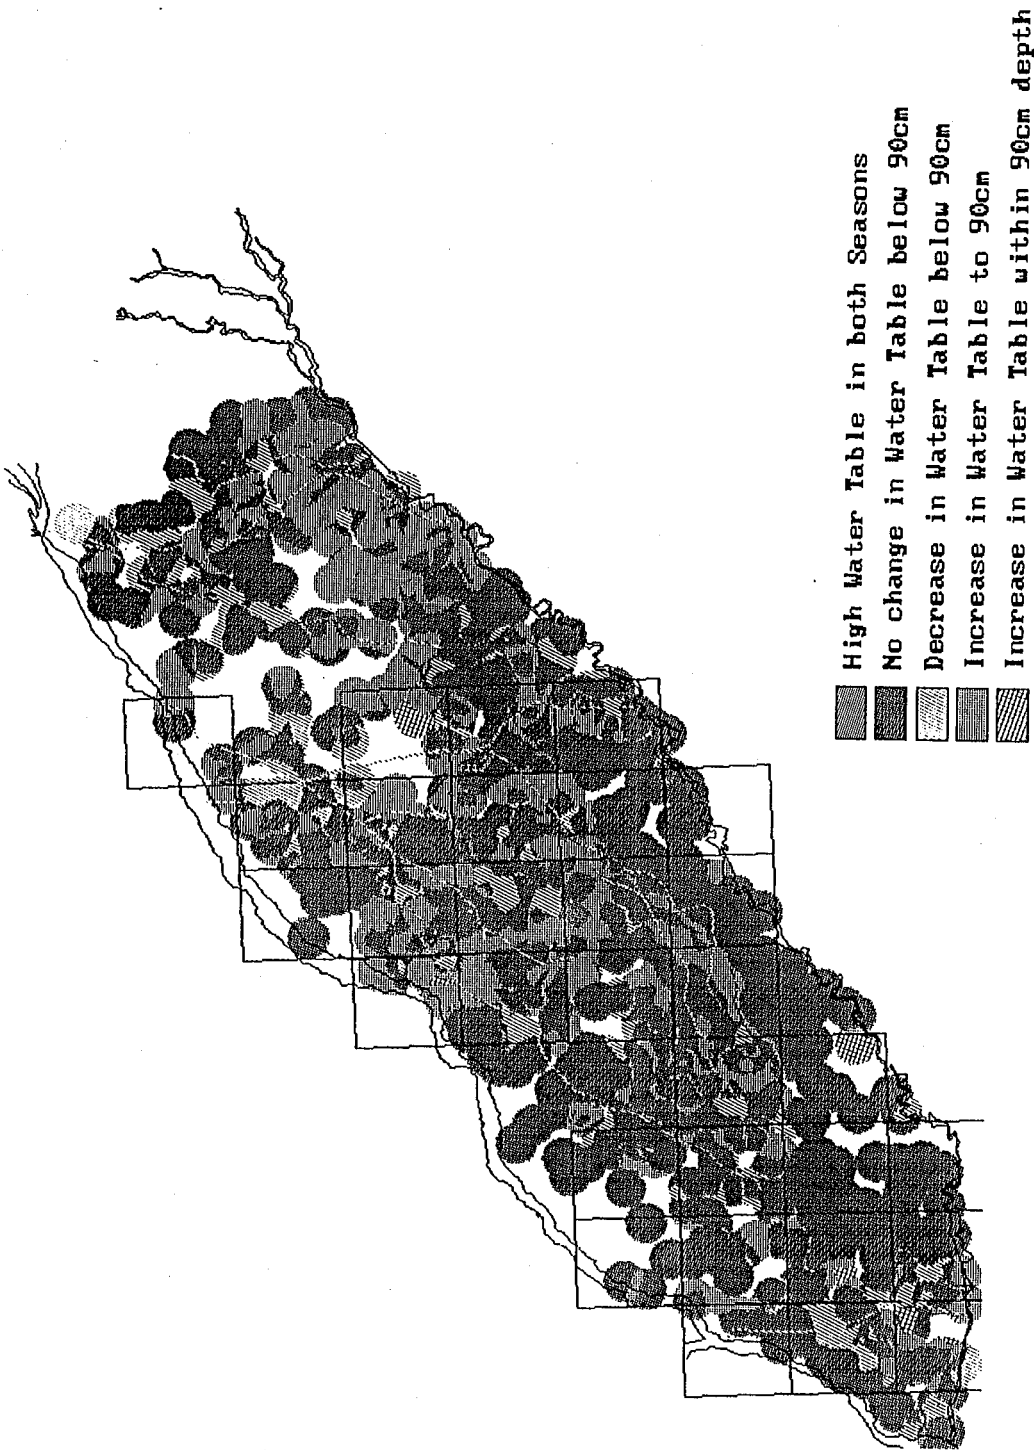 High Water Table in both Seasons
No change in Water Table below 90cm
Decrease in Water Table below 90cm
Increase in Water Table to 90cm
Increase in Water Table within 90cm depth